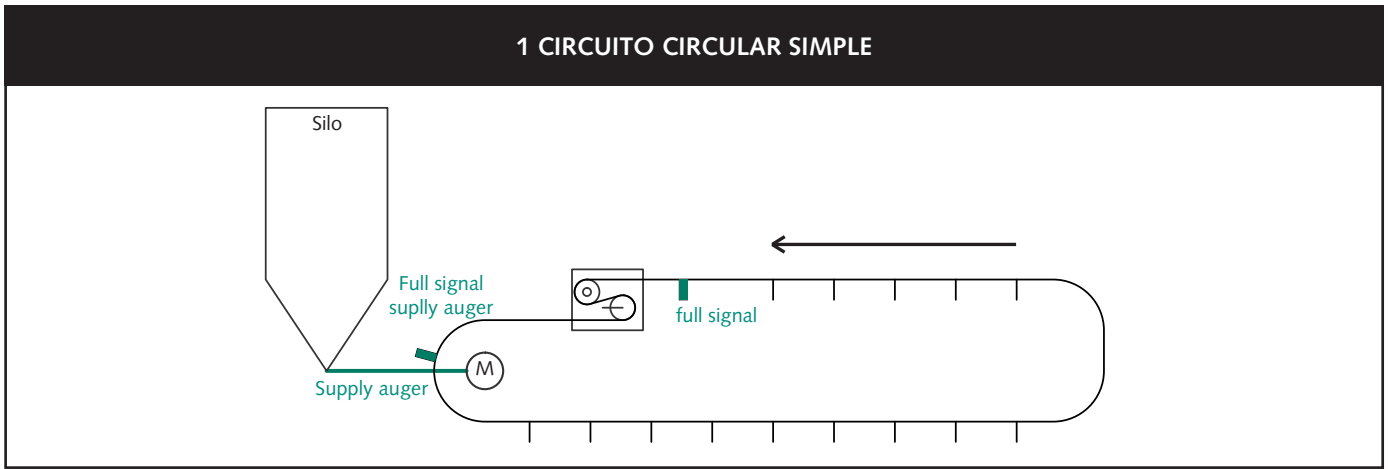 1 CIRCUITO CIRCULAR SIMPLE
Silo
Full signal
suplly auger
full signal
M
Supply auger